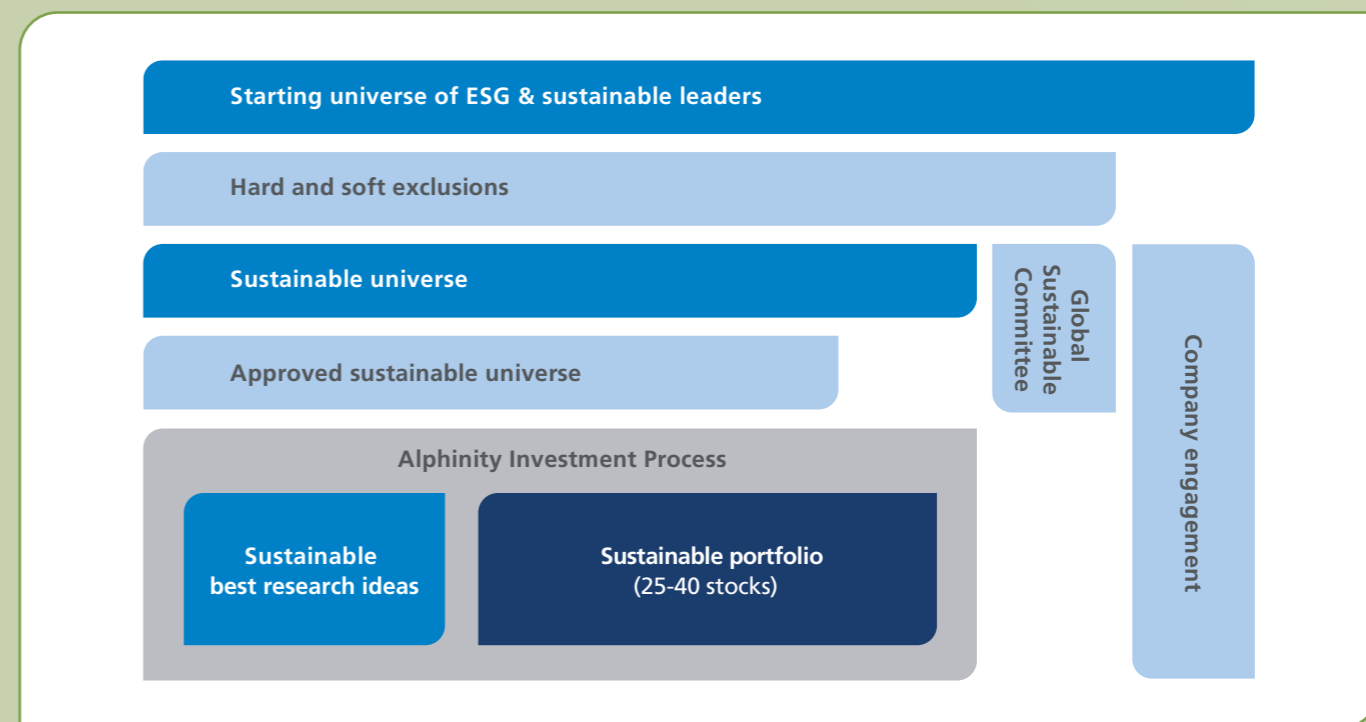 Starting universe of ESG & sustainable leaders
Hard and soft exclusions
Sustainable universe
Global
Sustainable
Committee
Company engagement
Approved sustainable universe
Alphinity Investment Process
Sustainable
best research ideas
Sustainable portfolio
(25-40 stocks)